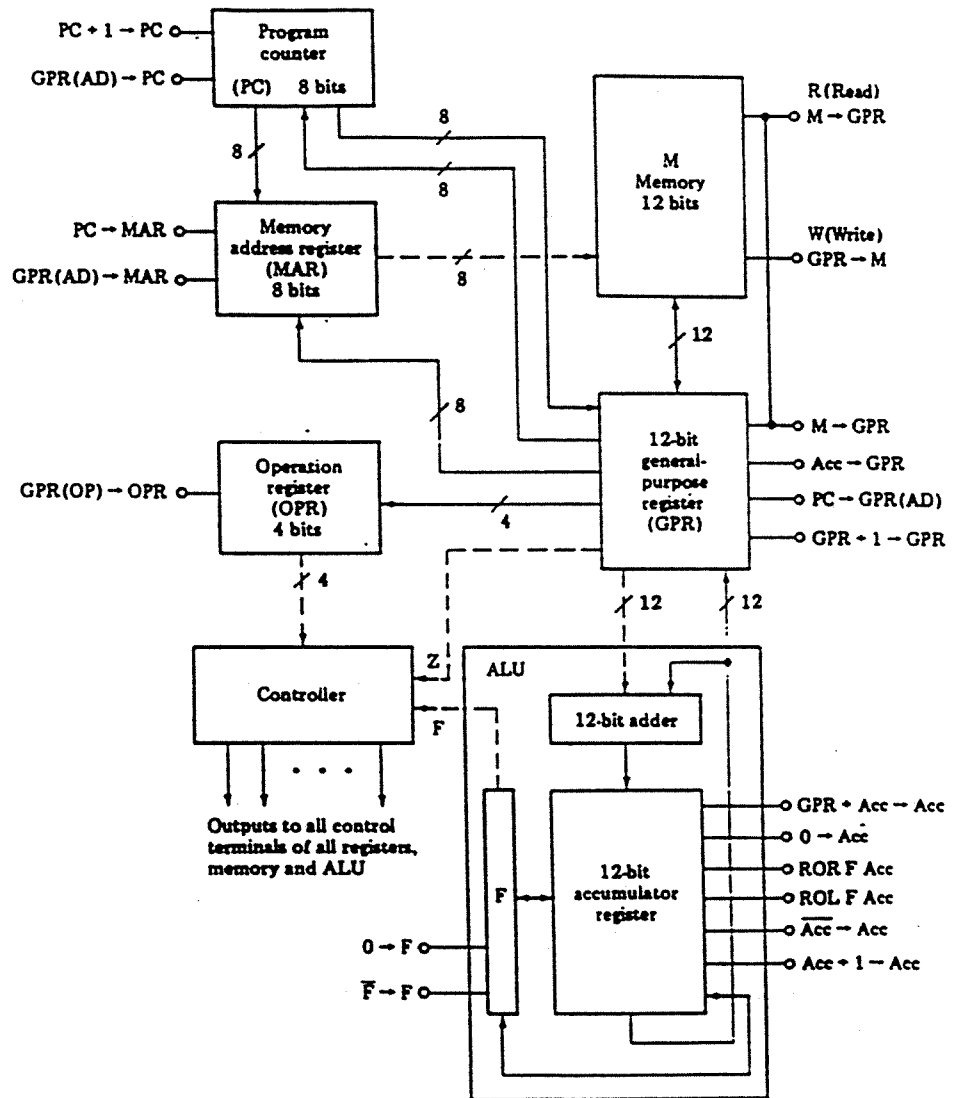 PC + 1 → PC
GPR(AD) → PC
Program
counter
(PC) 8 bits
8
8
8
R(Read)
M → GPR
M
Memory
12 bits
W(Write)
GPR → M
PC → MAR
GPR(AD) → MAR
Memory
address register
(MAR)
8 bits
8
12
8
GPR(OP) → OPR
Operation
register
(OPR)
4 bits
4
12-bit
general-
purpose
register
(GPR)
M → GPR
Acc → GPR
PC → GPR(AD)
GPR + 1 → GPR
4
12
12
Controller
Z
F
ALU
12-bit adder
Outputs to all control
terminals of all registers,
memory and ALU
F
12-bit
accumulator
register
GPR + Acc → Acc
0 → Acc
ROR F Acc
ROL F Acc
A̅c̅c̅ → Acc
Acc + 1 → Acc
0 → F
F̅ → F